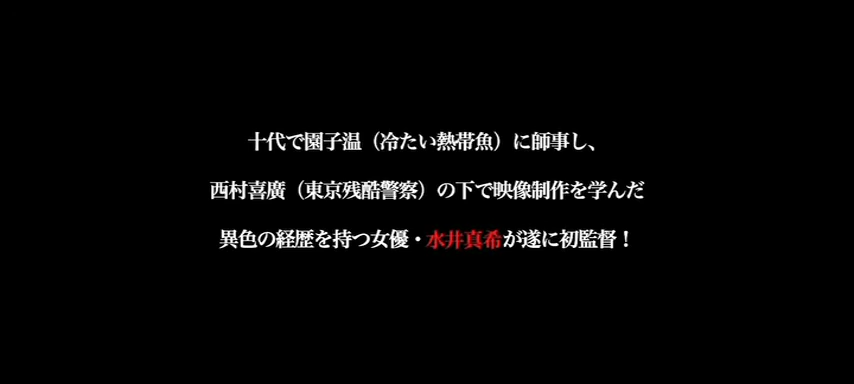 十代で園子温（冷たい熱帯魚）に師事し、
西村喜廣（東京残酷警察）の下で映像制作を学んだ
異色の経歴を持つ女優・水井真希が遂に初監督！